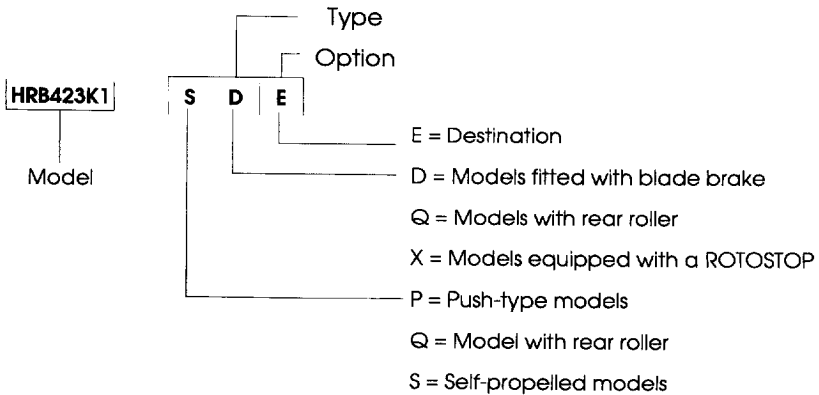 Type
Option
HRB423K1 S D E
E = Destination
Model
D = Models fitted with blade brake
Q = Models with rear roller
X = Models equipped with a ROTOSTOP
P = Push-type models
Q = Model with rear roller
S = Self-propelled models